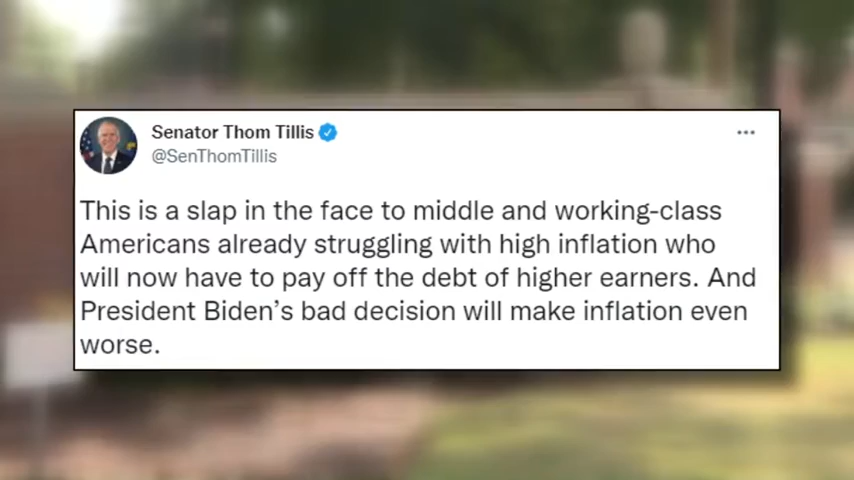 Senator Thom Tillis
@SenThomTillis
This is a slap in the face to middle and working-class
Americans already struggling with high inflation who
will now have to pay off the debt of higher earners. And
President Biden’s bad decision will make inflation even
worse.